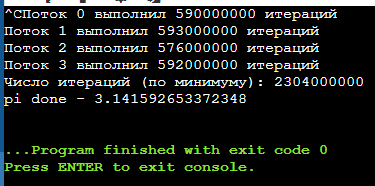 ^CПоток 0 выполнил 590000000 итераций
Поток 1 выполнил 593000000 итераций
Поток 2 выполнил 576000000 итераций
Поток 3 выполнил 592000000 итераций
Число итераций (по минимуму): 2304000000
pi done - 3.141592653372348
...Program finished with exit code 0
Press ENTER to exit console.